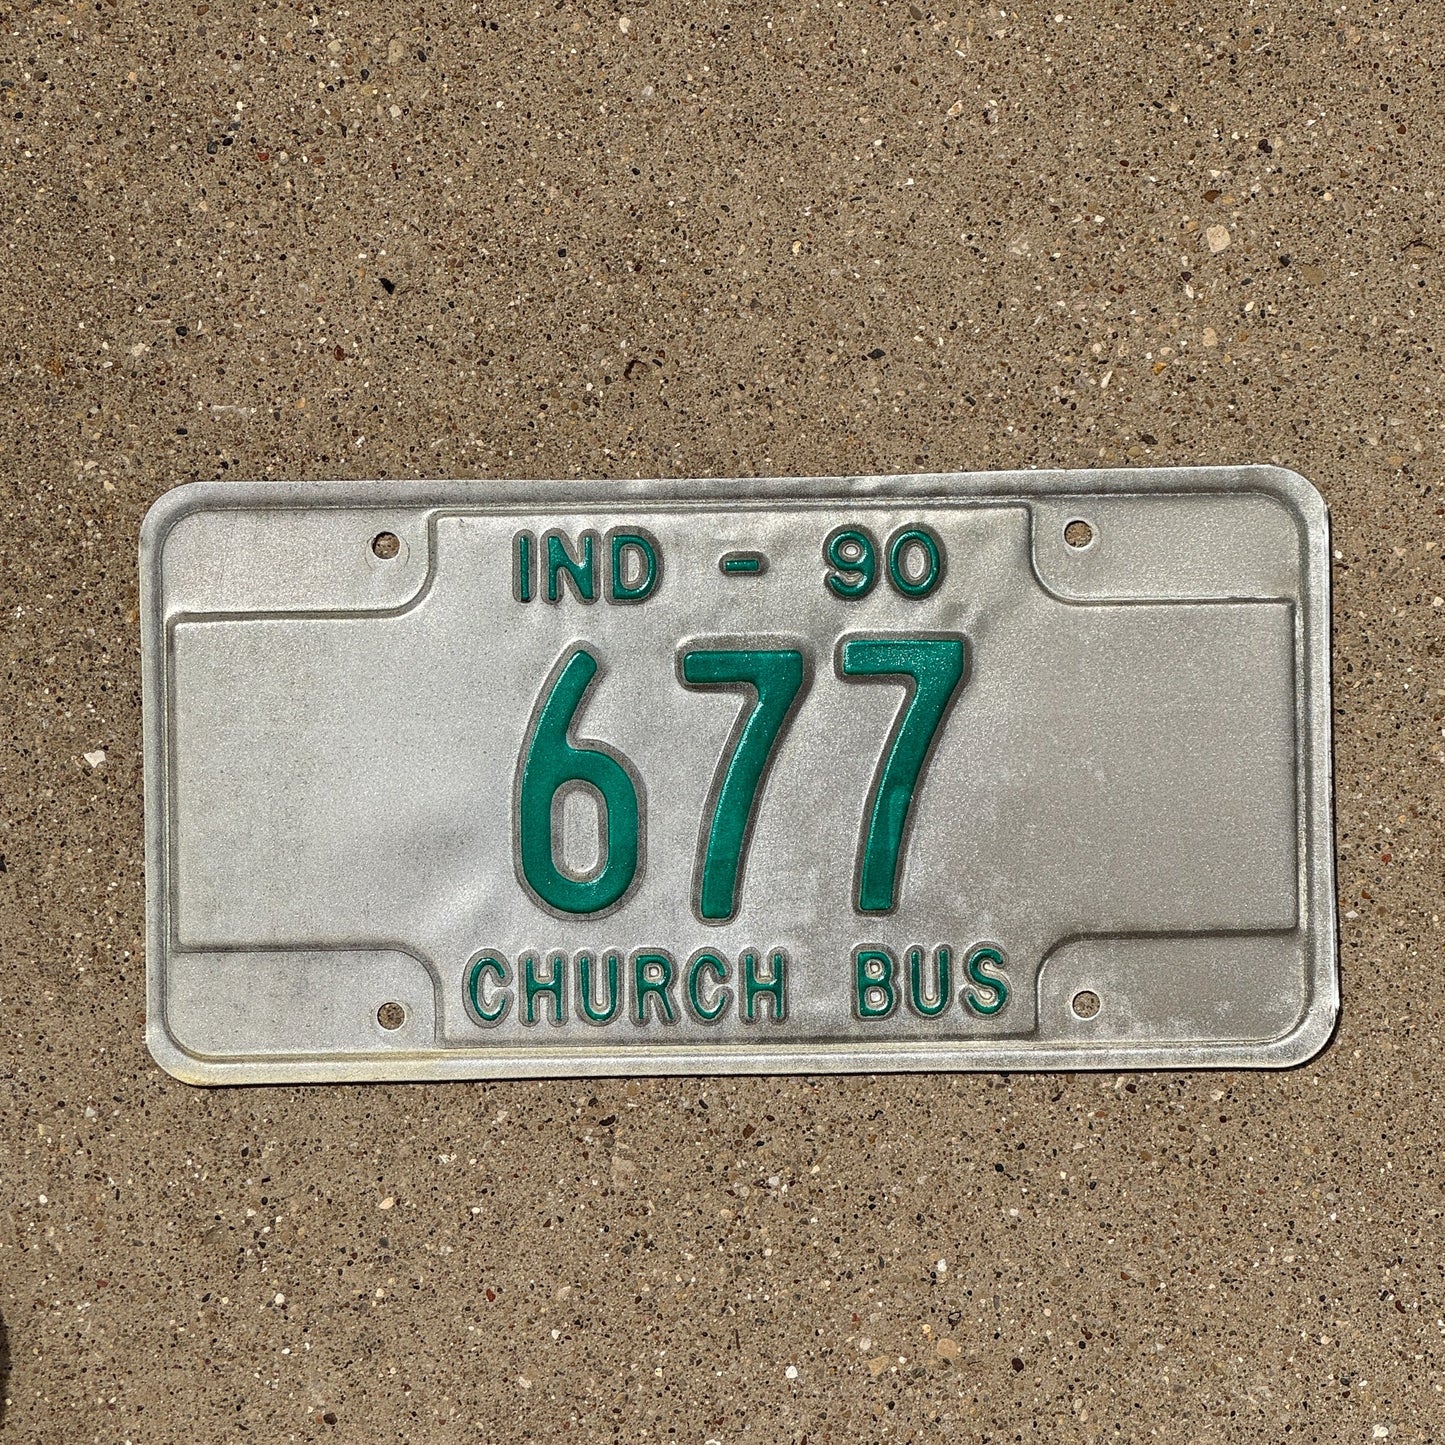 IND - 90
677
CHURCH BUS